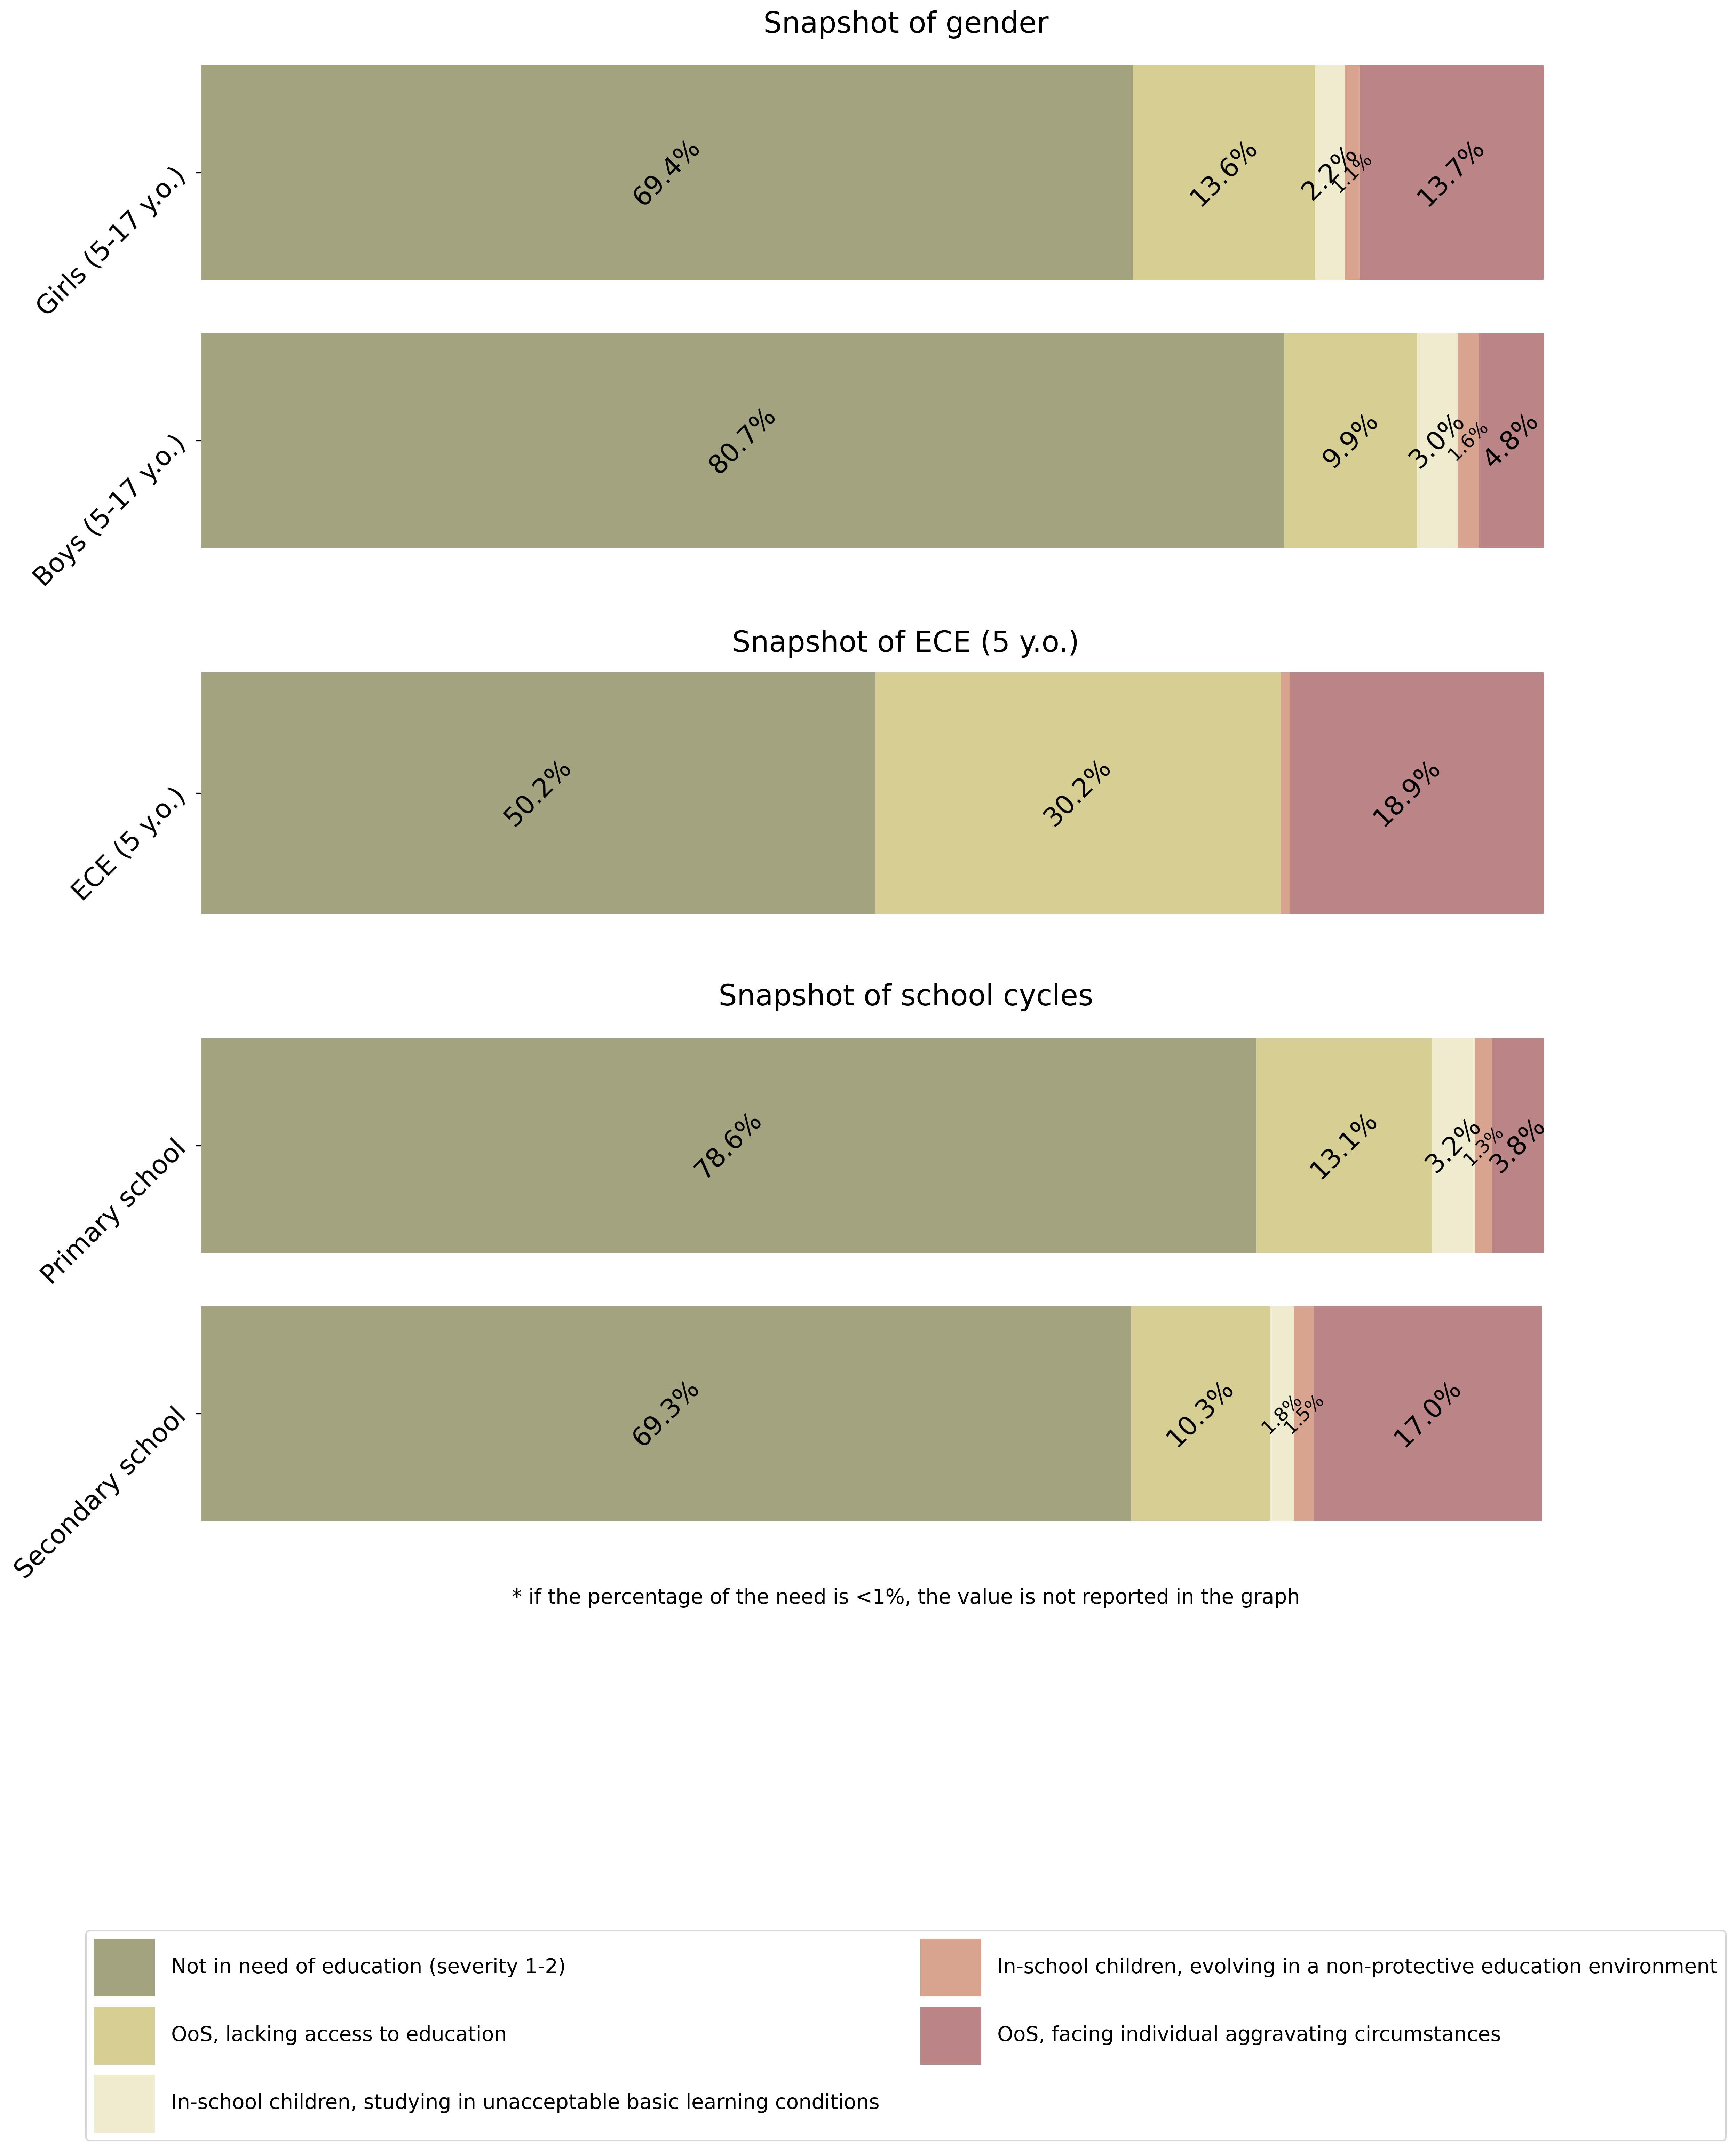 Snapshot of gender
Girls (5-17 y.o.)
69.4%
13.6%
2.2%
1.1%
13.7%
Boys (5-17 y.o.)
80.7%
9.9%
3.0%
1.6%
4.8%
Snapshot of ECE (5 y.o.)
ECE (5 y.o.)
50.2%
30.2%
18.9%
Snapshot of school cycles
Primary school
78.6%
13.1%
3.2%
1.3%
3.8%
Secondary school
69.3%
10.3%
1.8%
1.5%
17.0%
* if the percentage of the need is <1%, the value is not reported in the graph
Not in need of education (severity 1-2)
OoS, lacking access to education
In-school children, studying in unacceptable basic learning conditions
In-school children, evolving in a non-protective education environment
OoS, facing individual aggravating circumstances